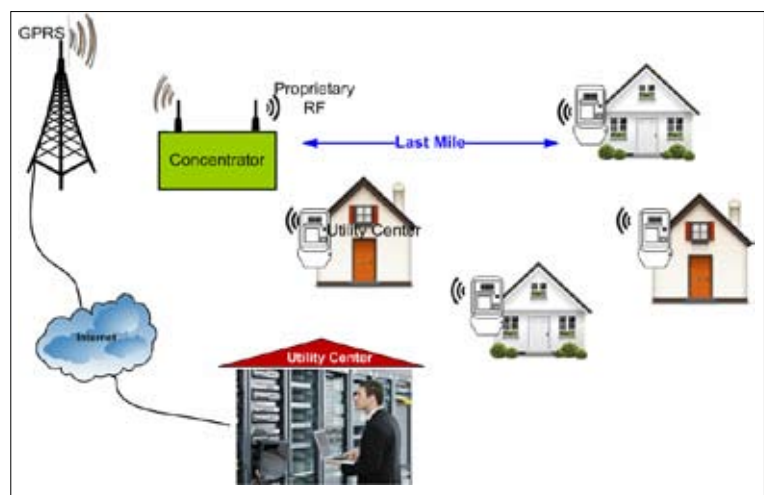 GPRS
Proprietary
RF
Concentrator
Last Mile
Utility Center
Internet
Utility Center